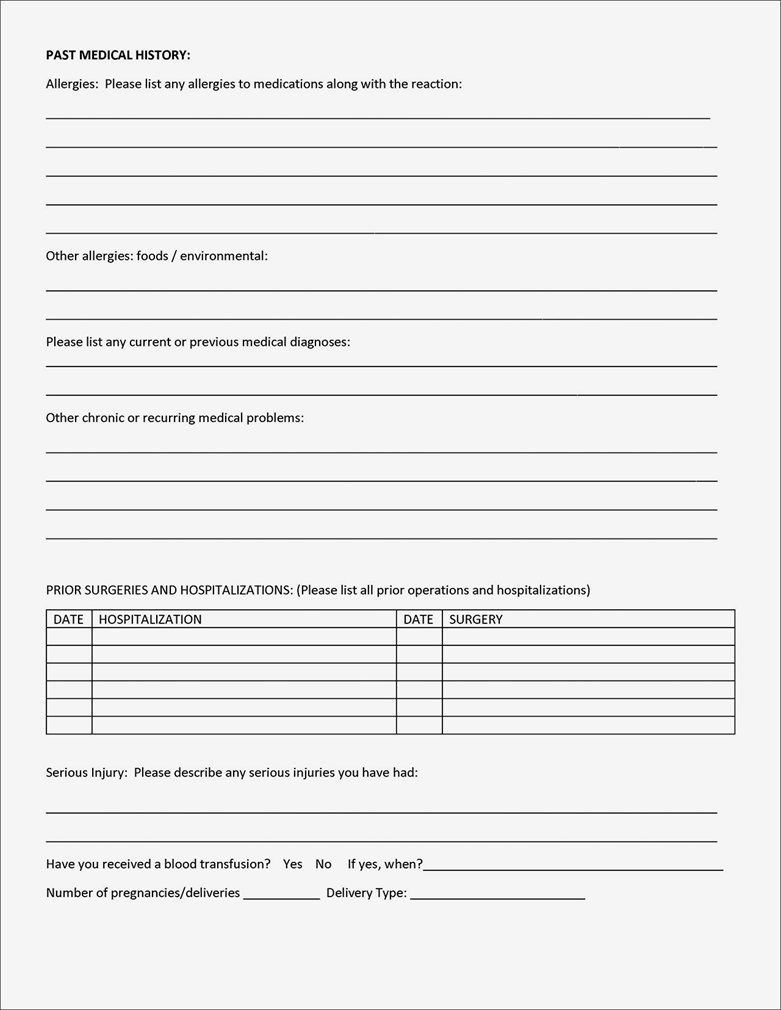 PAST MEDICAL HISTORY:
Allergies:  Please list any allergies to medications along with the reaction:
Other allergies: foods / environmental:
Please list any current or previous medical diagnoses:
Other chronic or recurring medical problems:
PRIOR SURGERIES AND HOSPITALIZATIONS: (Please list all prior operations and hospitalizations)
DATE HOSPITALIZATION DATE SURGERY
Serious Injury:  Please describe any serious injuries you have had:
Have you received a blood transfusion?   Yes   No    If yes, when?
Number of pregnancies/deliveries ___________ Delivery Type: _________________________